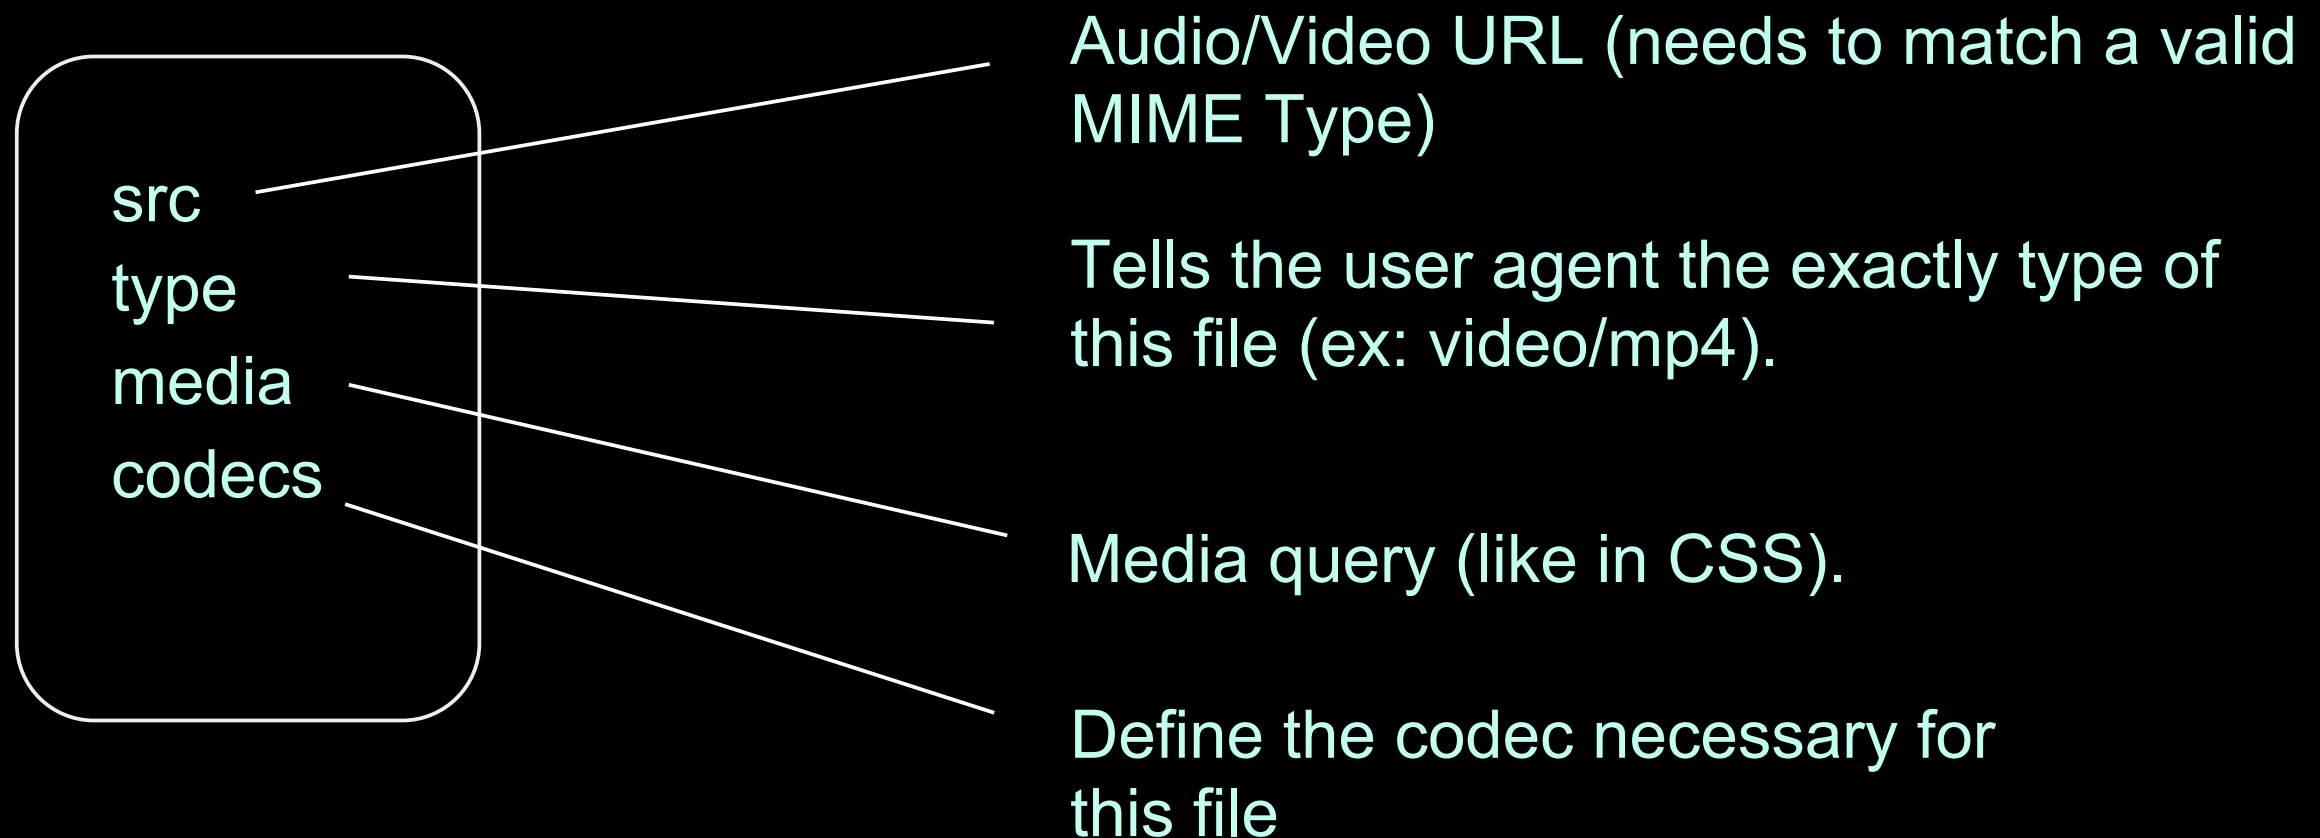 src
type
media
codecs
Audio/Video URL (needs to match a valid
MIME Type)
Tells the user agent the exactly type of
this file (ex: video/mp4).
Media query (like in CSS).
Define the codec necessary for
this file